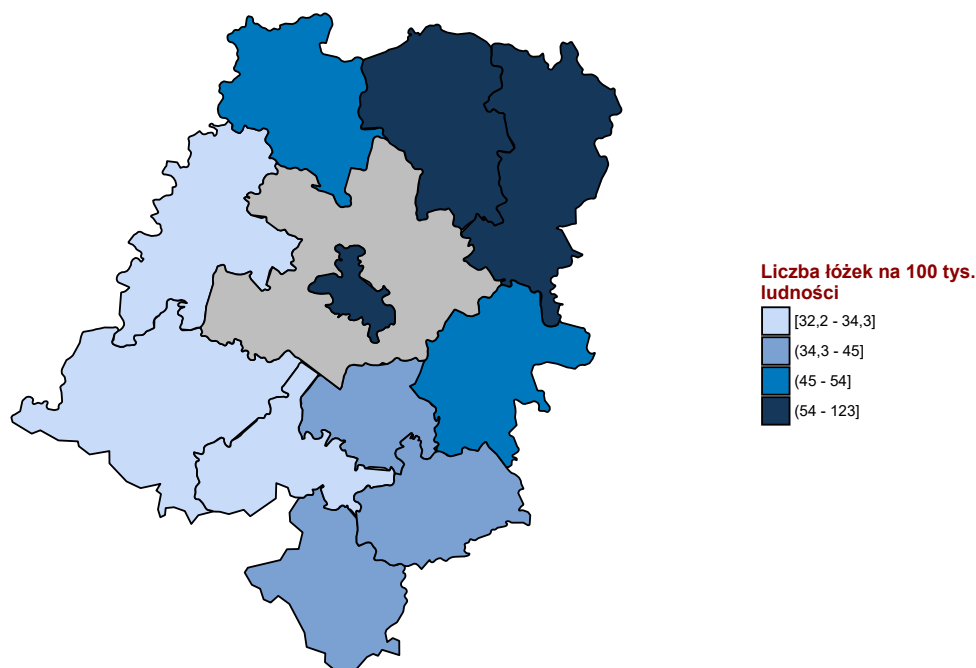 Liczba łóżek na 100 tys.
ludności
[32,2 - 34,3]
(34,3 - 45]
(45 - 54]
(54 - 123]